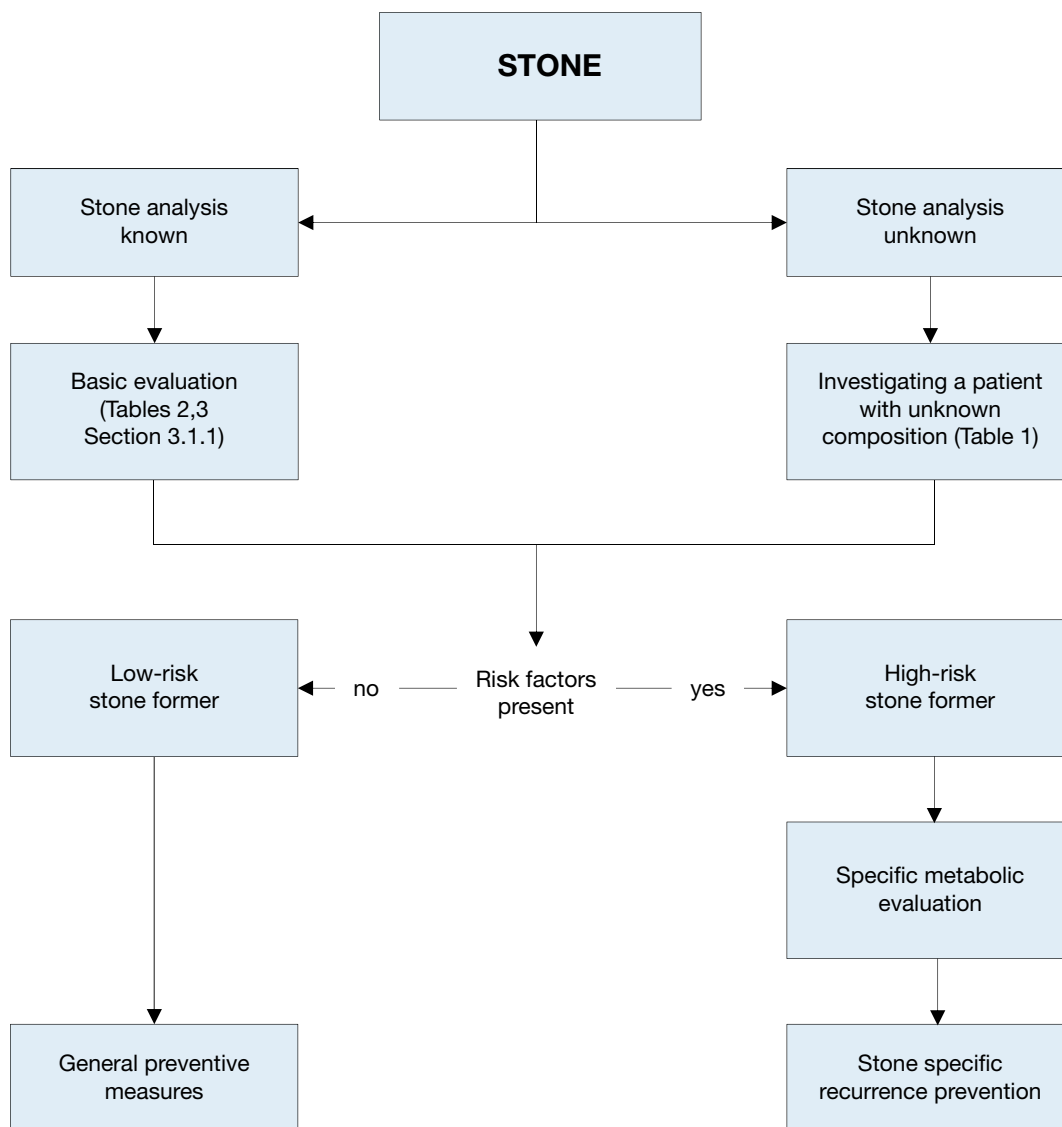 STONE
Stone analysis
known
Stone analysis
unknown
Basic evaluation
(Tables 2,3
Section 3.1.1)
Investigating a patient
with unknown
composition (Table 1)
Low-risk
stone former
no
Risk factors
present
yes
High-risk
stone former
Specific metabolic
evaluation
General preventive
measures
Stone specific
recurrence prevention